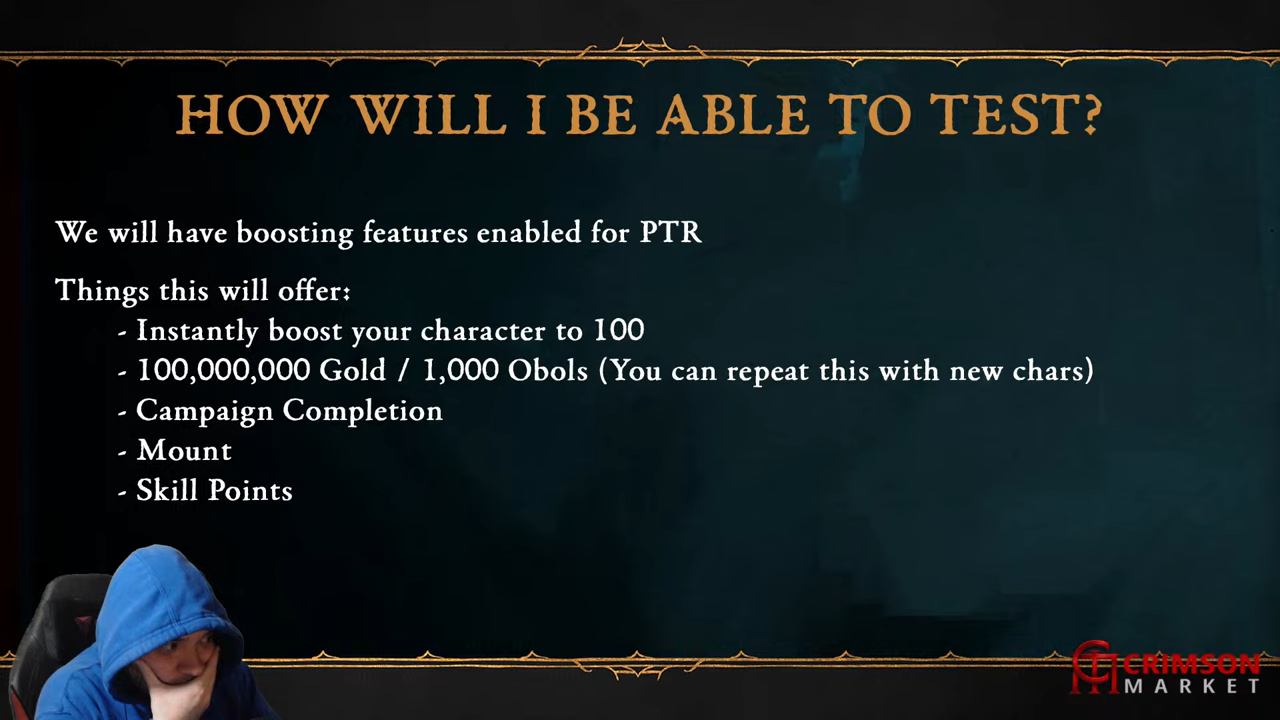 HOW WILL I BE ABLE TO TEST?
We will have boosting features enabled for PTR
Things this will offer:
- Instantly boost your character to 100
- 100,000,000 Gold / 1,000 Obols (You can repeat this with new chars)
- Campaign Completion
- Mount
- Skill Points
CRIMSON
MARKET